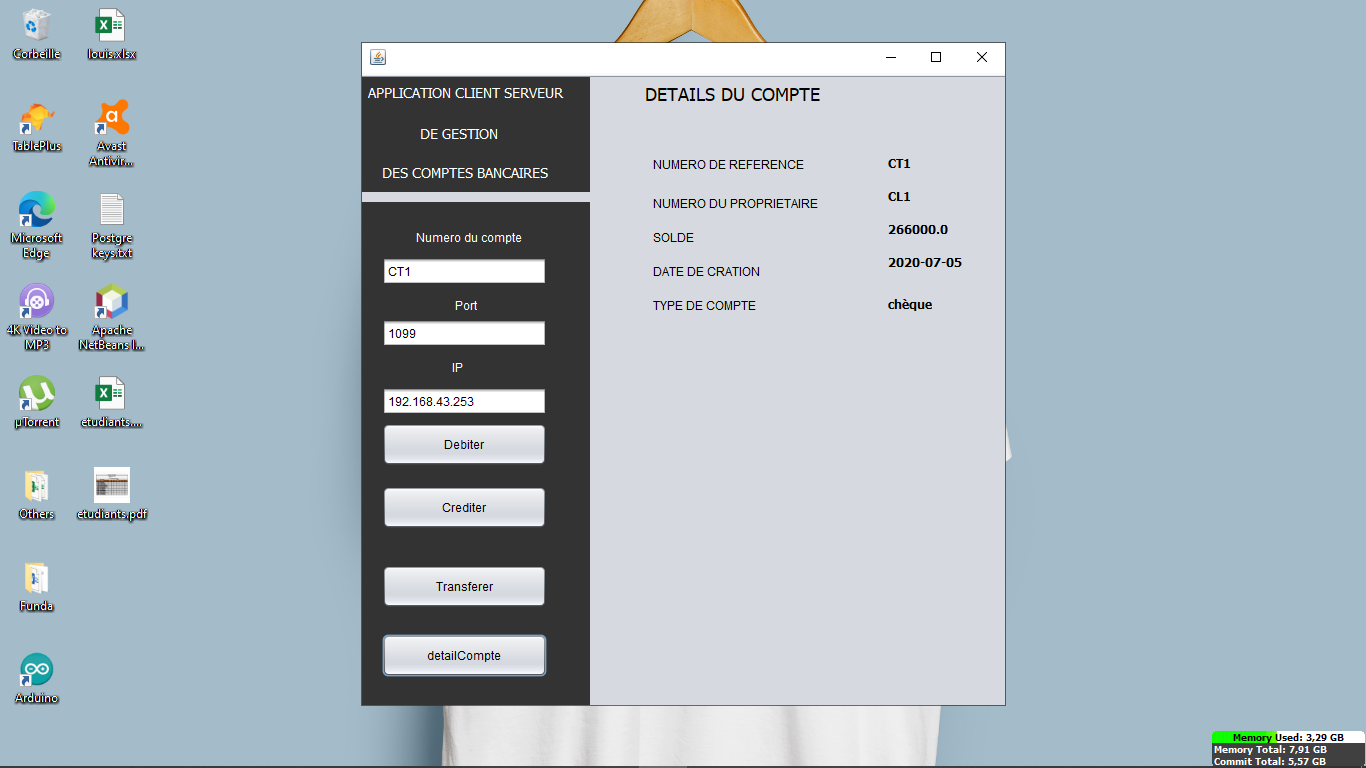 Corbeille
louis.xlsx
TablePlus
Avast
Antivir...
Microsoft
Edge
Postgre
keys.txt
4K Video to
MP3
Apache
NetBeans I...
µTorrent
etudiants....
Others
etudiants.pdf
Funda
Arduino
APPLICATION CLIENT SERVEUR
DE GESTION
DES COMPTES BANCAIRES
Numero du compte
CT1
Port
1099
IP
192.168.43.253
Debiter
Crediter
Transferer
detailCompte
DETAILS DU COMPTE
NUMERO DE REFERENCE CT1
NUMERO DU PROPRIETAIRE CL1
SOLDE 266000.0
DATE DE CRATION 2020-07-05
TYPE DE COMPTE chèque
Memory Used: 3,29 GB
Memory Total: 7,91 GB
Commit Total: 5,57 GB